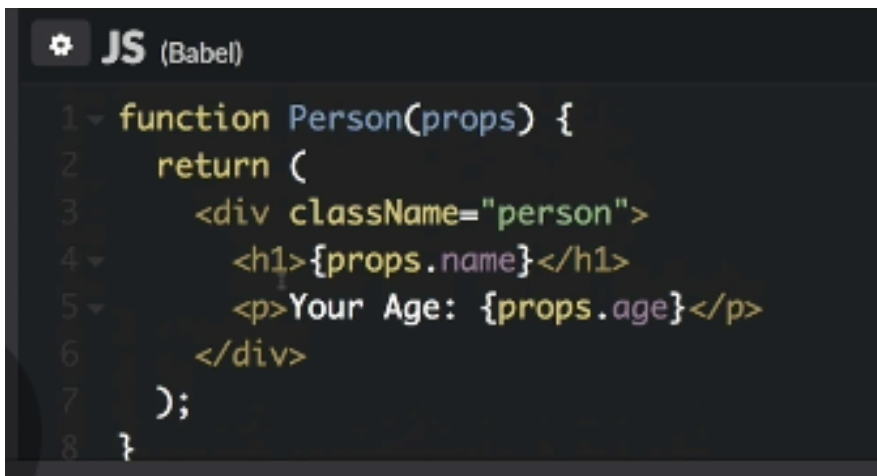 JS (Babel)
1 function Person(props) {
2 return (
3 <div className="person">
4 <h1>{props.name}</h1>
5 <p>Your Age: {props.age}</p>
6 </div>
7 );
8 }